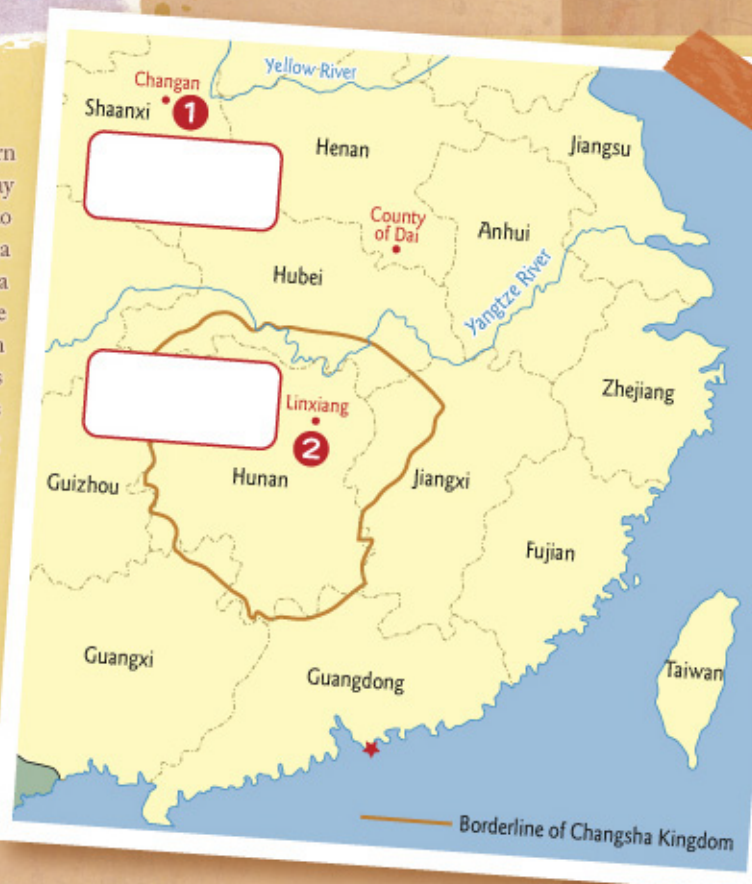 Yellow River
Changan
1
Shaanxi
Henan
Jiangsu
County
of Dai
Anhui
Hubei
Yangtze River
Zhejiang
Linxiang
2
Guizhou
Hunan
Jiangxi
Fujian
Guangxi
Guangdong
Taiwan
Borderline of Changsha Kingdom